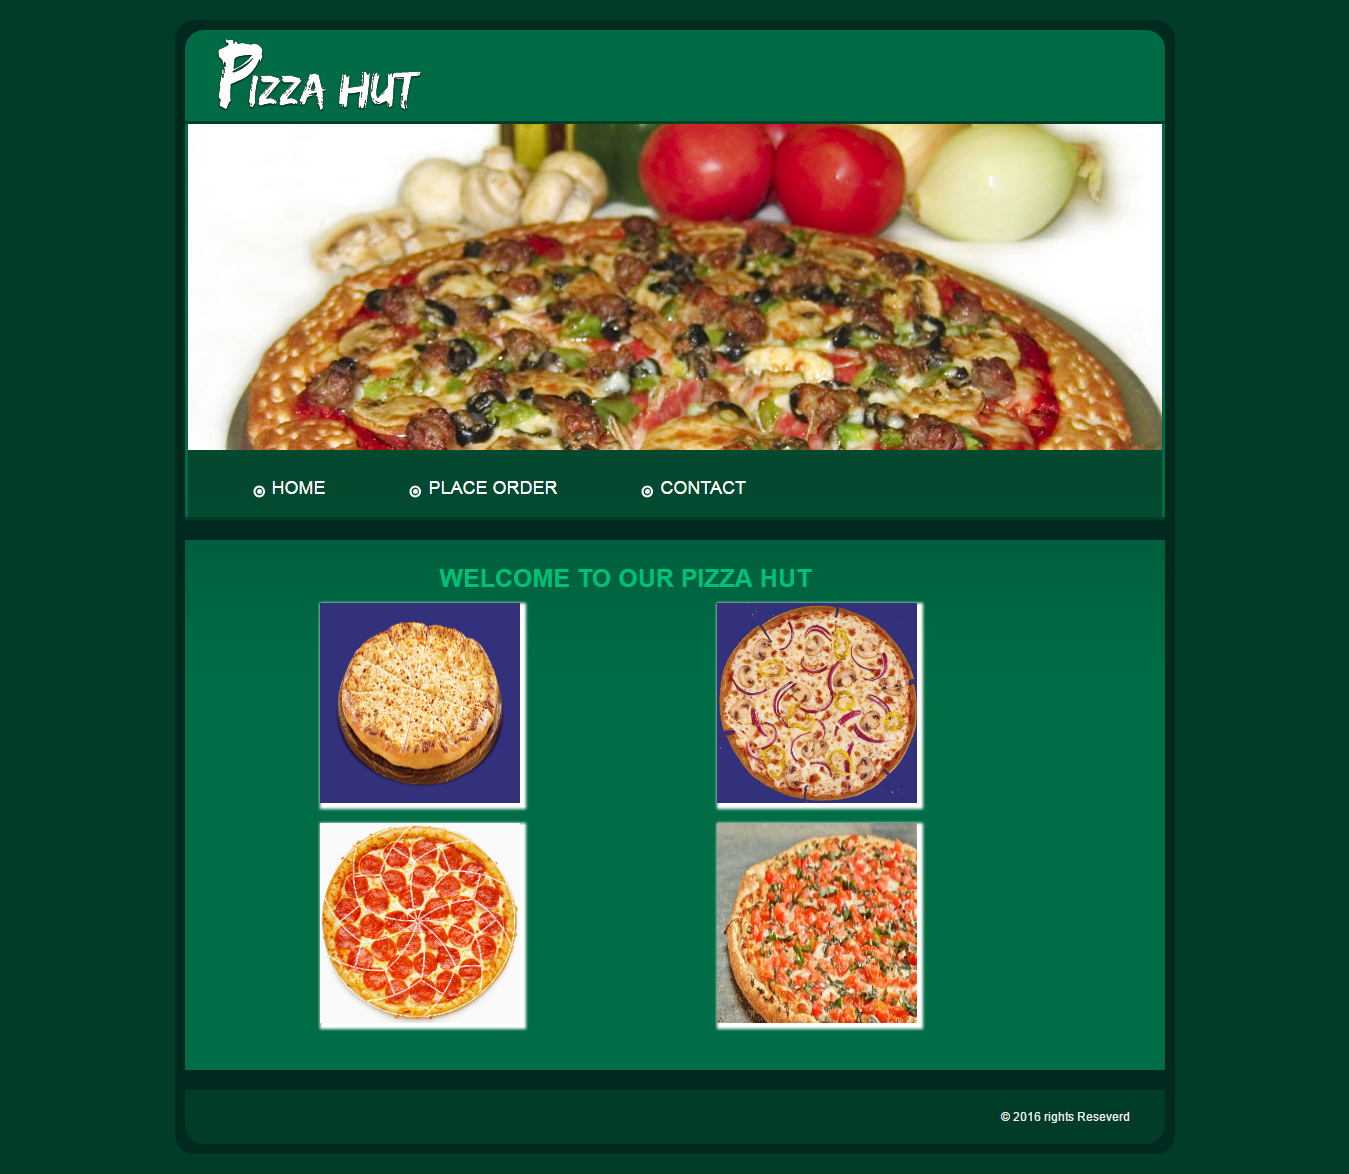 PIZZA HUT
HOME PLACE ORDER CONTACT
WELCOME TO OUR PIZZA HUT
© 2016 rights Reseverd